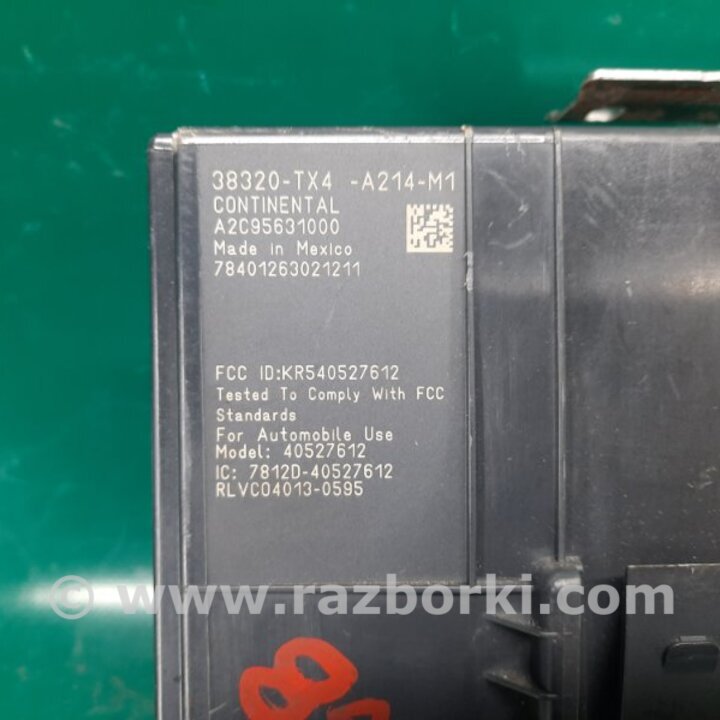 38320-TX4 -A214-M1
CONTINENTAL
A2C95631000
Made in Mexico
78401263021211
FCC ID:KR540527612
Tested To Comply With FCC
Standards
For Automobile Use
Model: 40527612
IC: 7812D-40527612
RLVCO4013-0595
© www.razborki.com